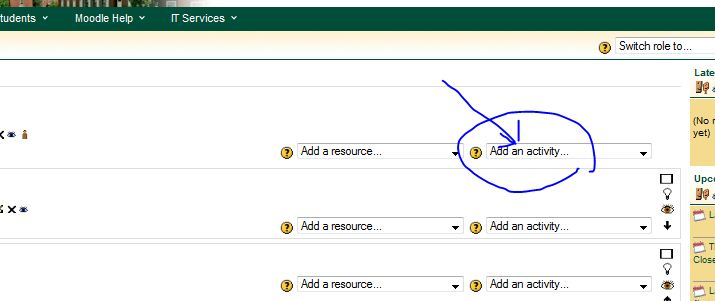 tudents Moodle Help IT Services
Switch role to...
Late
(No r
yet)
Add a resource... Add an activity...
Upco
L
Add a resource... Add an activity...
T
Close
Add a resource... Add an activity...
L